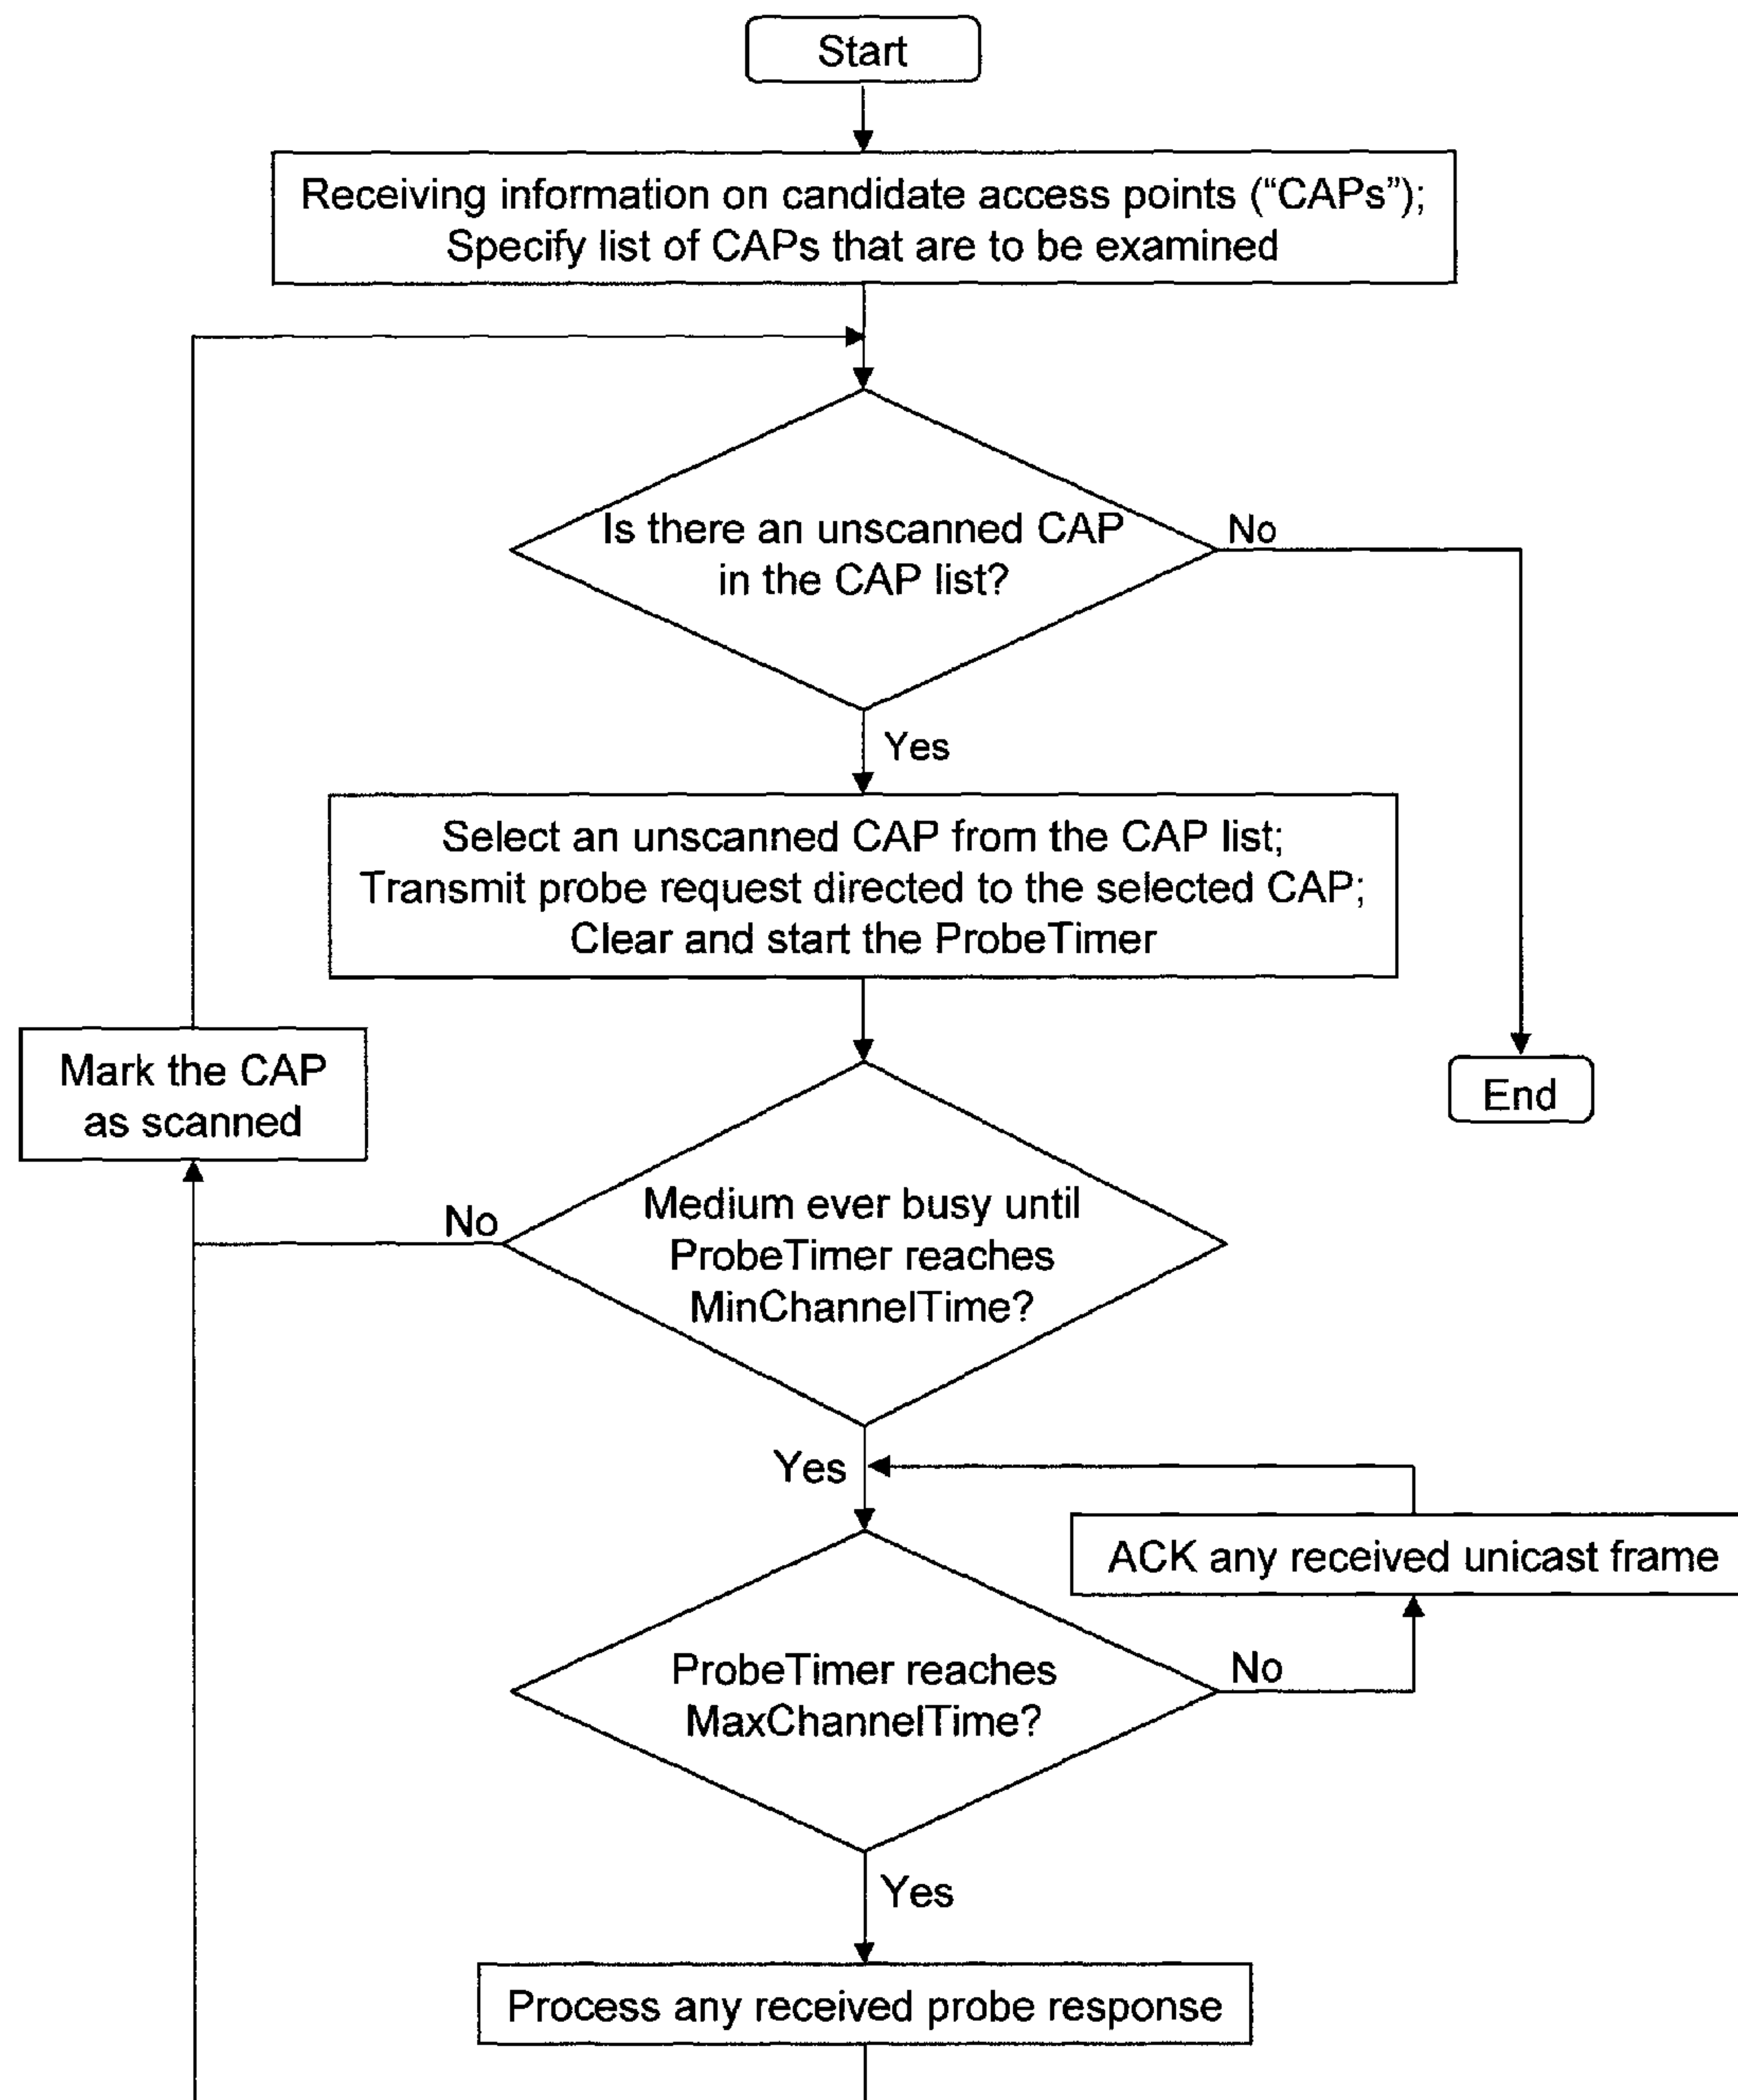 Start
Receiving information on candidate access points (“CAPs”);
Specify list of CAPs that are to be examined
Is there an unscanned CAP
in the CAP list?
No
Yes
Select an unscanned CAP from the CAP list;
Transmit probe request directed to the selected CAP;
Clear and start the ProbeTimer
Mark the CAP
as scanned
End
No
Medium ever busy until
ProbeTimer reaches
MinChannelTime?
Yes
ACK any received unicast frame
ProbeTimer reaches
MaxChannelTime?
No
Yes
Process any received probe response